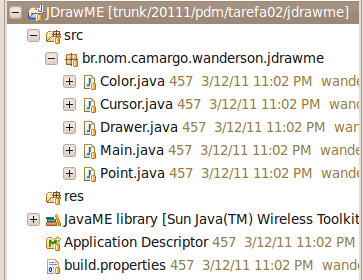 JDrawME [trunk/20111/pdm/tarefa02/jdrawme]
src
br.nom.camargo.wanderson.jdrawme
Color.java 457 3/12/11 11:02 PM wande
Cursor.java 457 3/12/11 11:02 PM wand
Drawer.java 457 3/12/11 11:02 PM wand
Main.java 457 3/12/11 11:02 PM wande
Point.java 457 3/12/11 11:02 PM wande
res
JavaME library [Sun Java(TM) Wireless Toolkit
Application Descriptor 457 3/12/11 11:02 PM
build.properties 457 3/12/11 11:02 PM wande